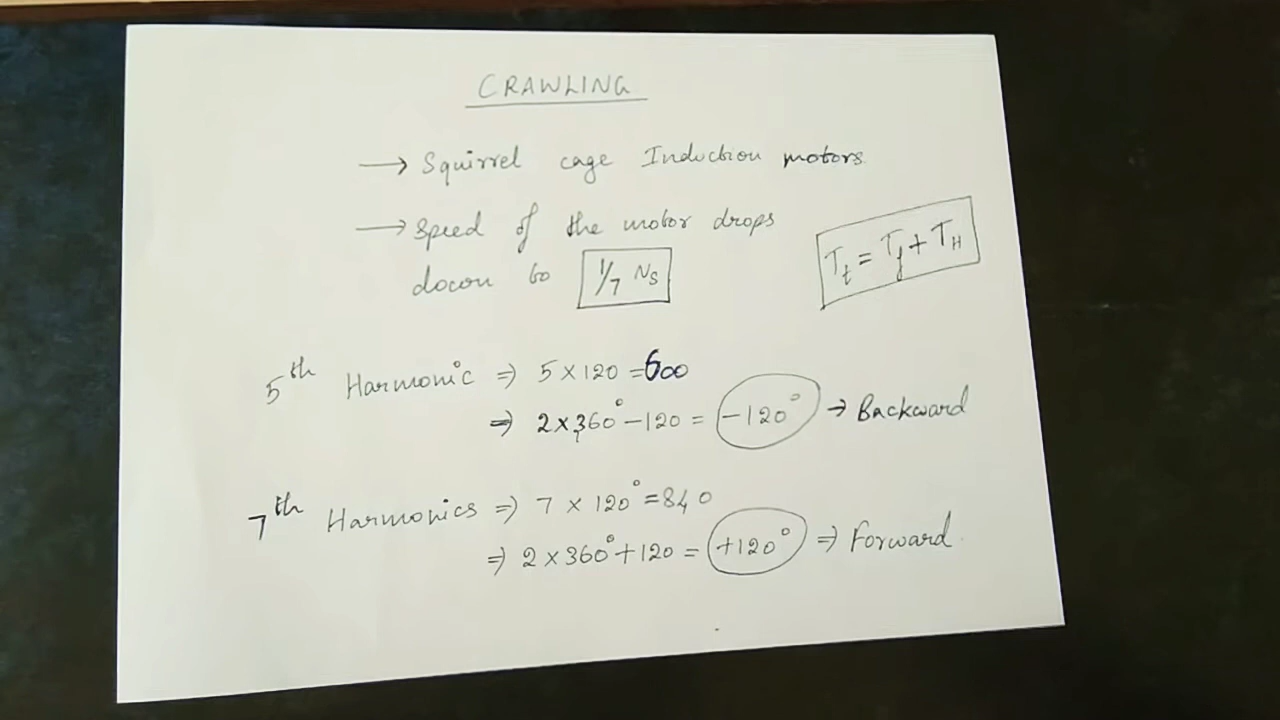 CRAWLING
→ Squirrel cage Induction motors
→ Speed of the motor drops
down to 1/7 NS
Tt = Tf + TH
5th Harmonic ⇒ 5 × 120 = 600
⇒ 2 × 360° − 120 = −120° → Backward
7th Harmonics ⇒ 7 × 120° = 840
⇒ 2 × 360° + 120 = +120° ⇒ Forward